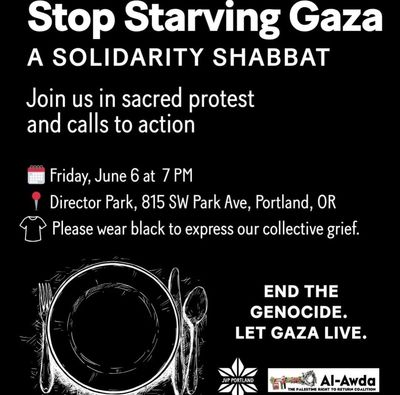 Stop Starving Gaza
A SOLIDARITY SHABBAT
Join us in sacred protest
and calls to action
Friday, June 6 at 7 PM
Director Park, 815 SW Park Ave, Portland, OR
Please wear black to express our collective grief.
END THE
GENOCIDE.
LET GAZA LIVE.
JVP PORTLAND
Al-Awda
THE PALESTINE RIGHT TO RETURN COALITION